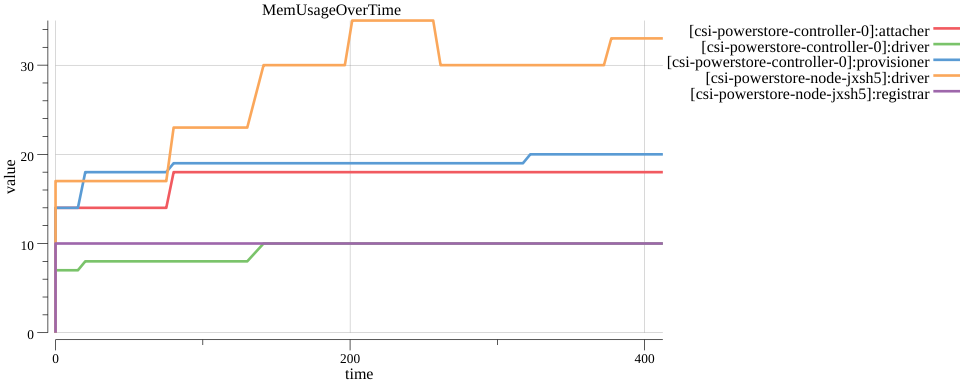 MemUsageOverTime
[csi-powerstore-controller-0]:attacher
[csi-powerstore-controller-0]:driver
[csi-powerstore-controller-0]:provisioner
[csi-powerstore-node-jxsh5]:driver
[csi-powerstore-node-jxsh5]:registrar
30
20
10
0
value
0 200 400
time